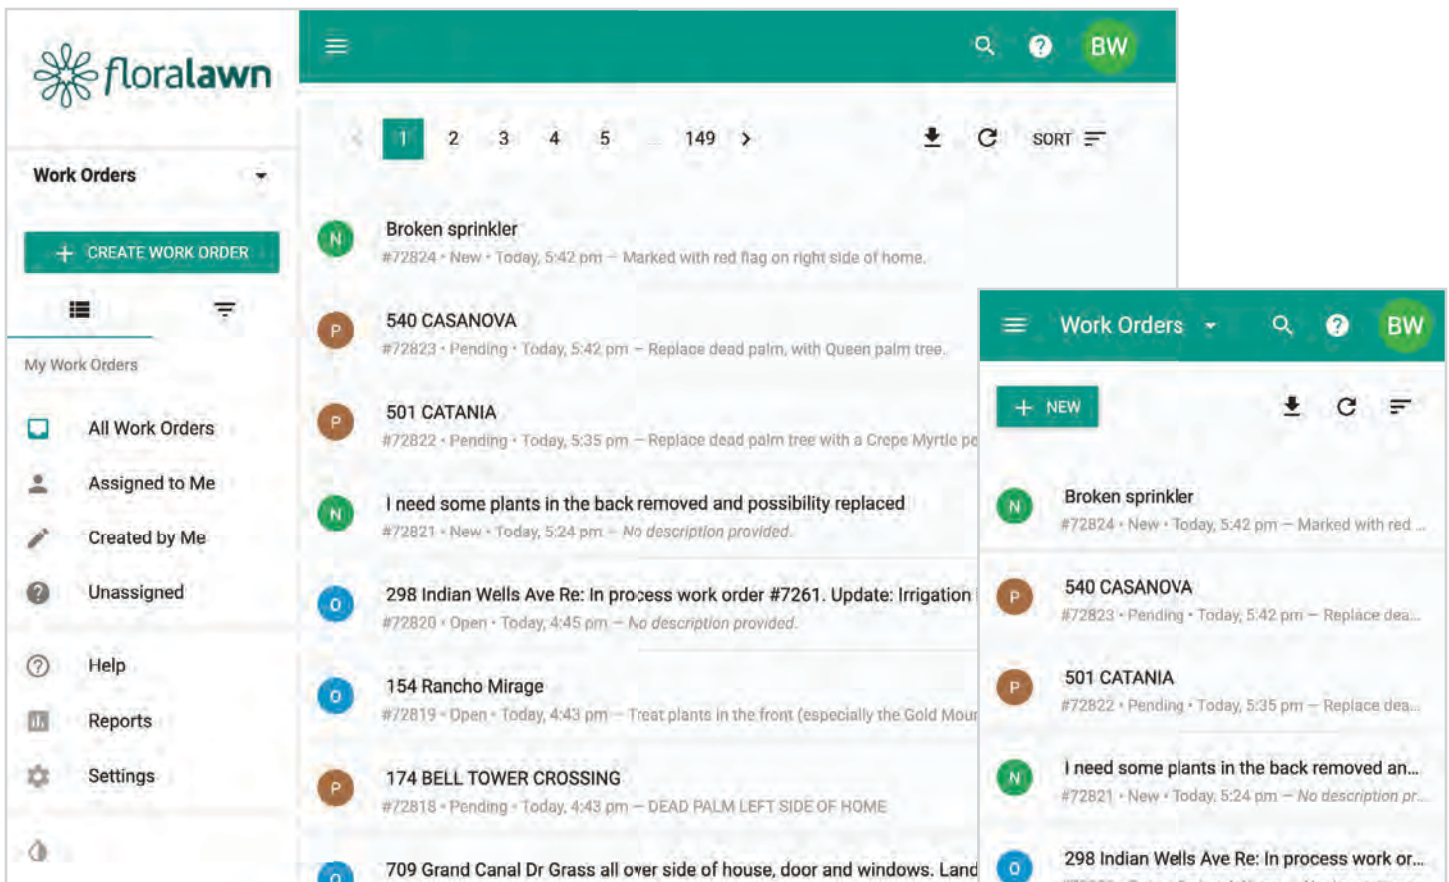 floralawn
BW
1 2 3 4 5 ... 149
SORT
Work Orders
CREATE WORK ORDER
My Work Orders
All Work Orders
Assigned to Me
Created by Me
Unassigned
Help
Reports
Settings
N
Broken sprinkler
#72824 • New • Today, 5:42 pm — Marked with red flag on right side of home.
P
540 CASANOVA
#72823 • Pending • Today, 5:42 pm — Replace dead palm, with Queen palm tree.
P
501 CATANIA
#72822 • Pending • Today, 5:35 pm — Replace dead palm tree with a Crepe Myrtle pe
N
I need some plants in the back removed and possibility replaced
#72821 • New • Today, 5:24 pm — No description provided.
O
298 Indian Wells Ave Re: In process work order #7261. Update: Irrigation
#72820 • Open • Today, 4:45 pm — No description provided.
O
154 Rancho Mirage
#72819 • Open • Today, 4:43 pm — Treat plants in the front (especially the Gold Mour
P
174 BELL TOWER CROSSING
#72818 • Pending • Today, 4:43 pm — DEAD PALM LEFT SIDE OF HOME
O
709 Grand Canal Dr Grass all over side of house, door and windows. Land
Work Orders
BW
NEW
N
Broken sprinkler
#72824 • New • Today, 5:42 pm — Marked with red ...
P
540 CASANOVA
#72823 • Pending • Today, 5:42 pm — Replace dea...
P
501 CATANIA
#72822 • Pending • Today, 5:35 pm — Replace dea...
N
I need some plants in the back removed an...
#72821 • New • Today, 5:24 pm — No description pr...
O
298 Indian Wells Ave Re: In process work or...